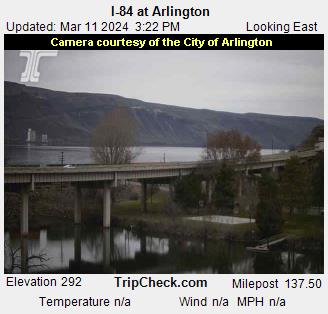 I-84 at Arlington
Updated: Mar 11 2024 3:22 PM Looking East
Camera courtesy of the City of Arlington
Elevation 292 TripCheck.com Milepost 137.50
Temperature n/a Wind n/a MPH n/a